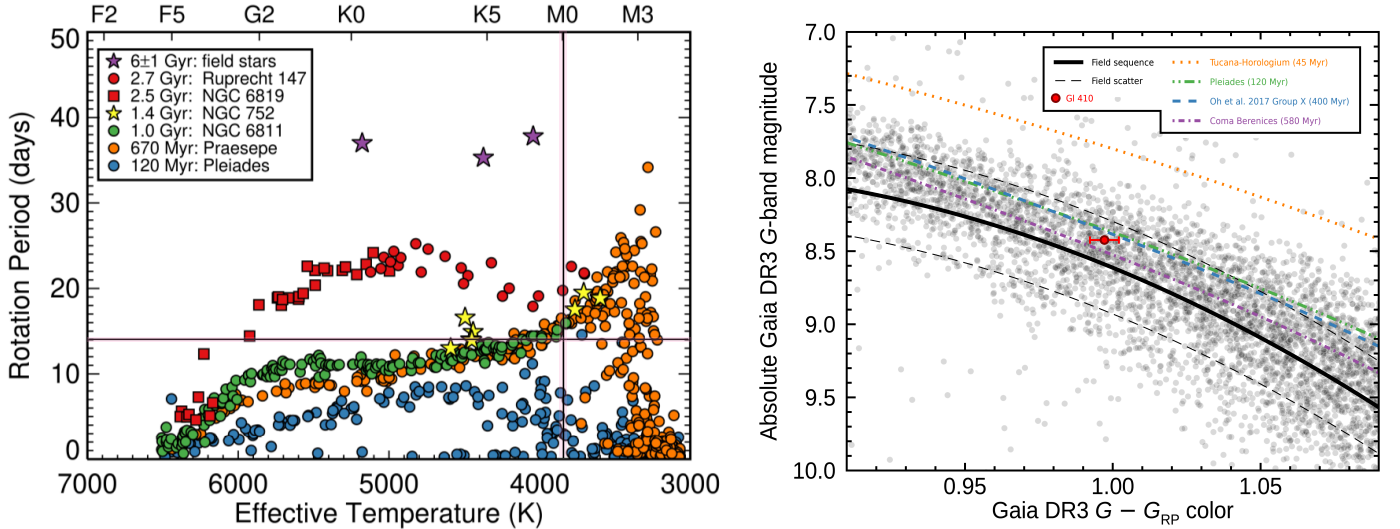 F2 F5 G2 K0 K5 M0 M3
50
40
30
20
10
0
Rotation Period (days)
6±1 Gyr: field stars
2.7 Gyr: Ruprecht 147
2.5 Gyr: NGC 6819
1.4 Gyr: NGC 752
1.0 Gyr: NGC 6811
670 Myr: Praesepe
120 Myr: Pleiades
7000 6000 5000 4000 3000
Effective Temperature (K)
7.0
7.5
8.0
8.5
9.0
9.5
10.0
Absolute Gaia DR3 G-band magnitude
Field sequence
Field scatter
Gl 410
Tucana-Horologium (45 Myr)
Pleiades (120 Myr)
Oh et al. 2017 Group X (400 Myr)
Coma Berenices (580 Myr)
0.95 1.00 1.05
Gaia DR3 G − GRP color